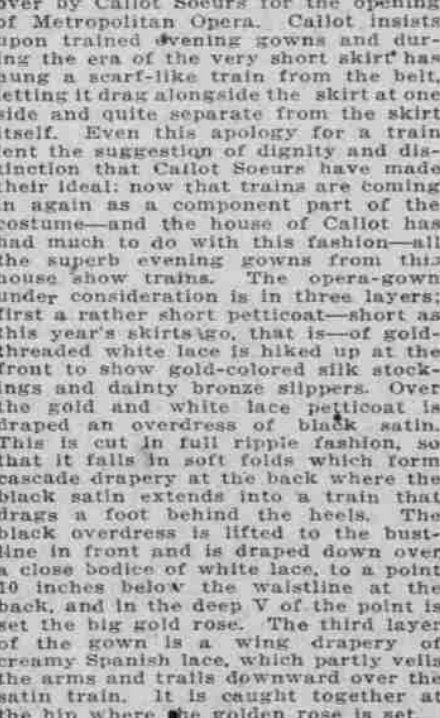 over by Callot Soeurs for the opening
of Metropolitan Opera. Callot insists
upon trained evening gowns and dur-
ing the era of the very short skirt has
hung a scarf-like train from the belt,
letting it drag alongside the skirt at one
side and quite separate from the skirt
itself. Even this apology for a train
lent the suggestion of dignity and dis-
tinction that Callot Soeurs have made
their ideal; now that trains are coming
in again as a component part of the
costume—and the house of Callot has
had much to do with this fashion—all
the superb evening gowns from this
house show trains. The opera-gown
under consideration is in three layers;
first a rather short petticoat—short as
this year's skirts go, that is—of gold-
threaded white lace is hiked up at the
front to show gold-colored silk stock-
ings and dainty bronze slippers. Over
the gold and white lace petticoat is
draped an overdress of black satin.
This is cut in full ripple fashion, so
that it falls in soft folds which form
cascade drapery at the back where the
black satin extends into a train that
drags a foot behind the heels. The
black overdress is lifted to the bust-
line in front and is draped down over
a close bodice of white lace, to a point
10 inches below the waistline at the
back, and in the deep V of the point is
set the big gold rose. The third layer
of the gown is a wing drapery of
creamy Spanish lace, which partly veils
the arms and trails downward over the
satin train. It is caught together at
the hip where the golden rose is set.